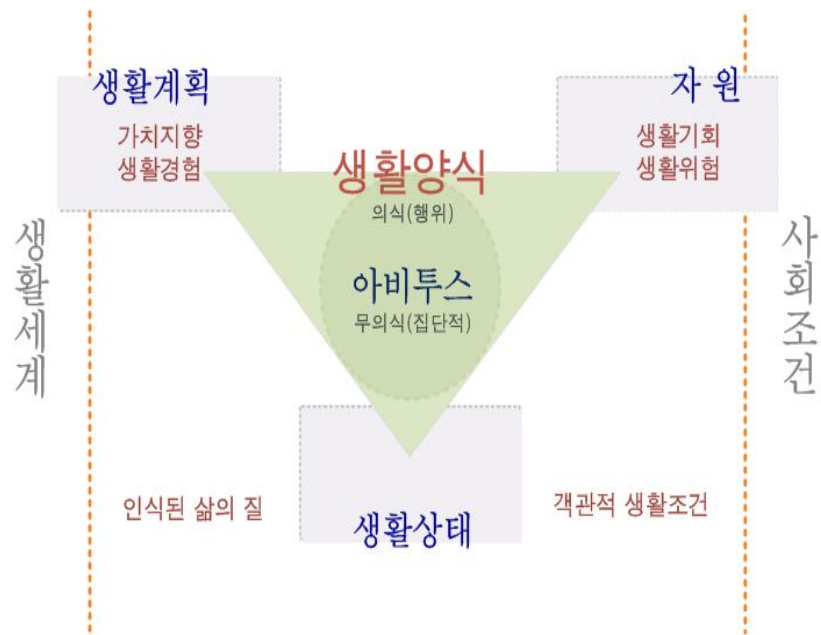 생활계획
자 원
가치지향
생활경험
생활기회
생활위험
생활양식
의식(행위)
생활세계
사회조건
아비투스
무의식(집단적)
인식된 삶의 질
객관적 생활조건
생활상태